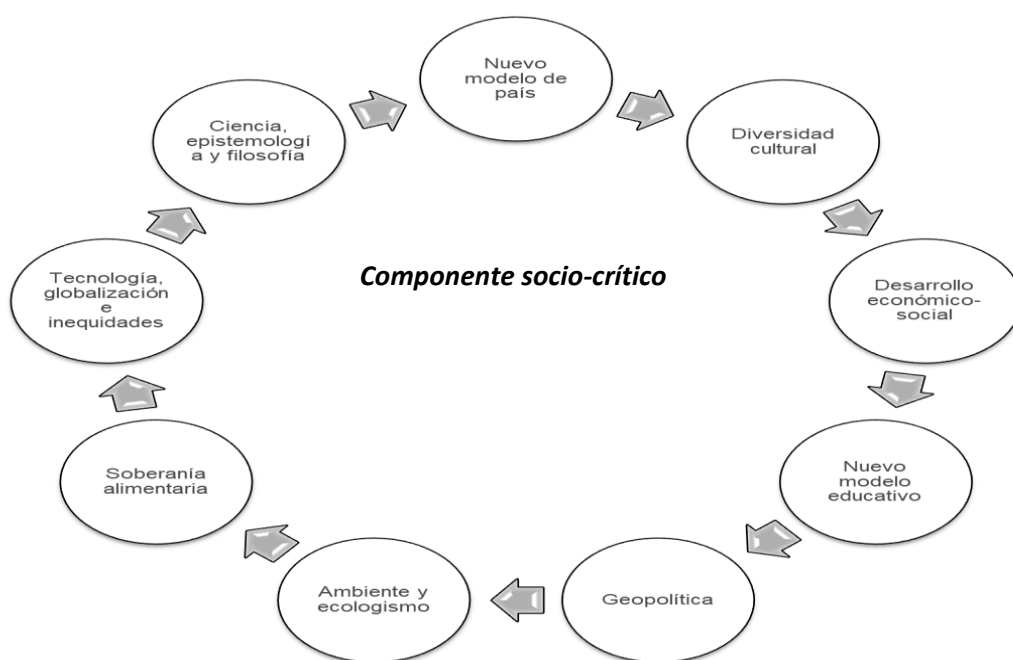 Nuevo
modelo de
país
Diversidad
cultural
Desarrollo
económico-
social
Nuevo
modelo
educativo
Geopolítica
Ambiente y
ecologismo
Soberanía
alimentaria
Tecnología,
globalización
e
inequidades
Ciencia,
epistemologí
a y filosofía
Componente socio-crítico